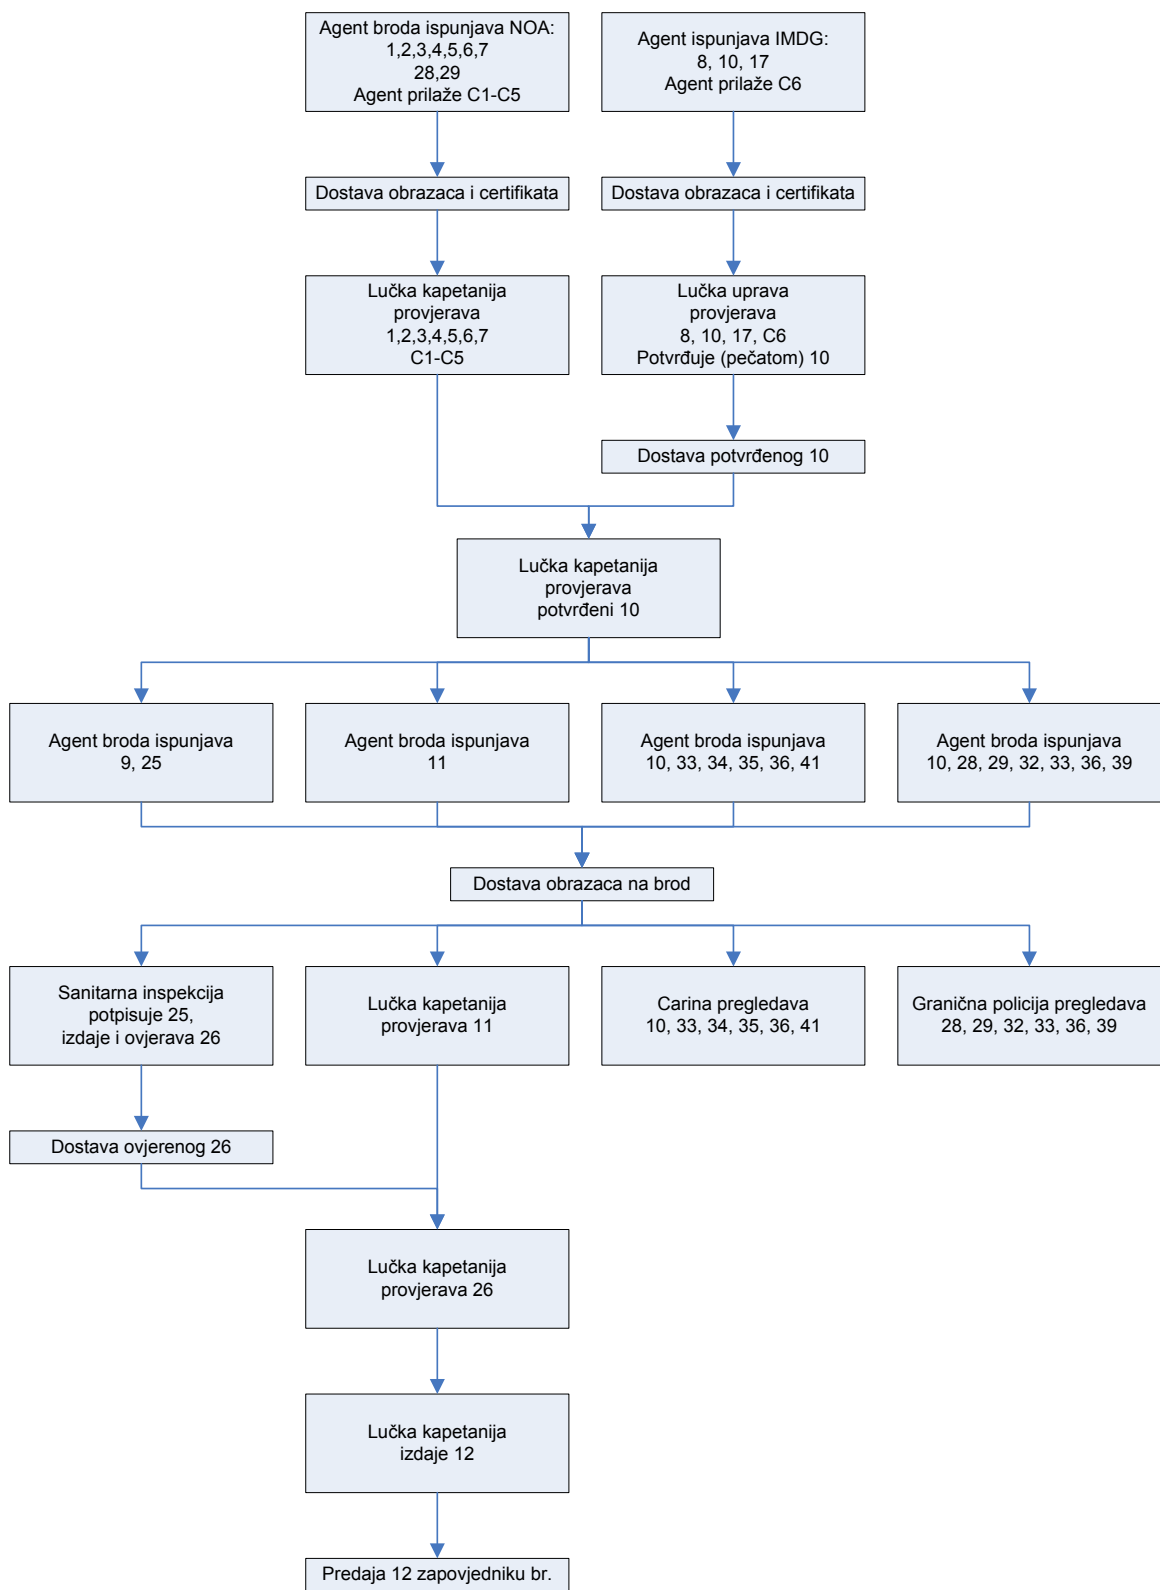 Agent broda ispunjava NOA:
1,2,3,4,5,6,7
28,29
Agent prilaže C1-C5
Agent ispunjava IMDG:
8, 10, 17
Agent prilaže C6
Dostava obrazaca i certifikata
Dostava obrazaca i certifikata
Lučka kapetanija
provjerava
1,2,3,4,5,6,7
C1-C5
Lučka uprava
provjerava
8, 10, 17, C6
Potvrđuje (pečatom) 10
Dostava potvrđenog 10
Lučka kapetanija
provjerava
potvrđeni 10
Agent broda ispunjava
9, 25
Agent broda ispunjava
11
Agent broda ispunjava
10, 33, 34, 35, 36, 41
Agent broda ispunjava
10, 28, 29, 32, 33, 36, 39
Dostava obrazaca na brod
Sanitarna inspekcija
potpisuje 25,
izdaje i ovjerava 26
Lučka kapetanija
provjerava 11
Carina pregledava
10, 33, 34, 35, 36, 41
Granična policija pregledava
28, 29, 32, 33, 36, 39
Dostava ovjerenog 26
Lučka kapetanija
provjerava 26
Lučka kapetanija
izdaje 12
Predaja 12 zapovjedniku br.